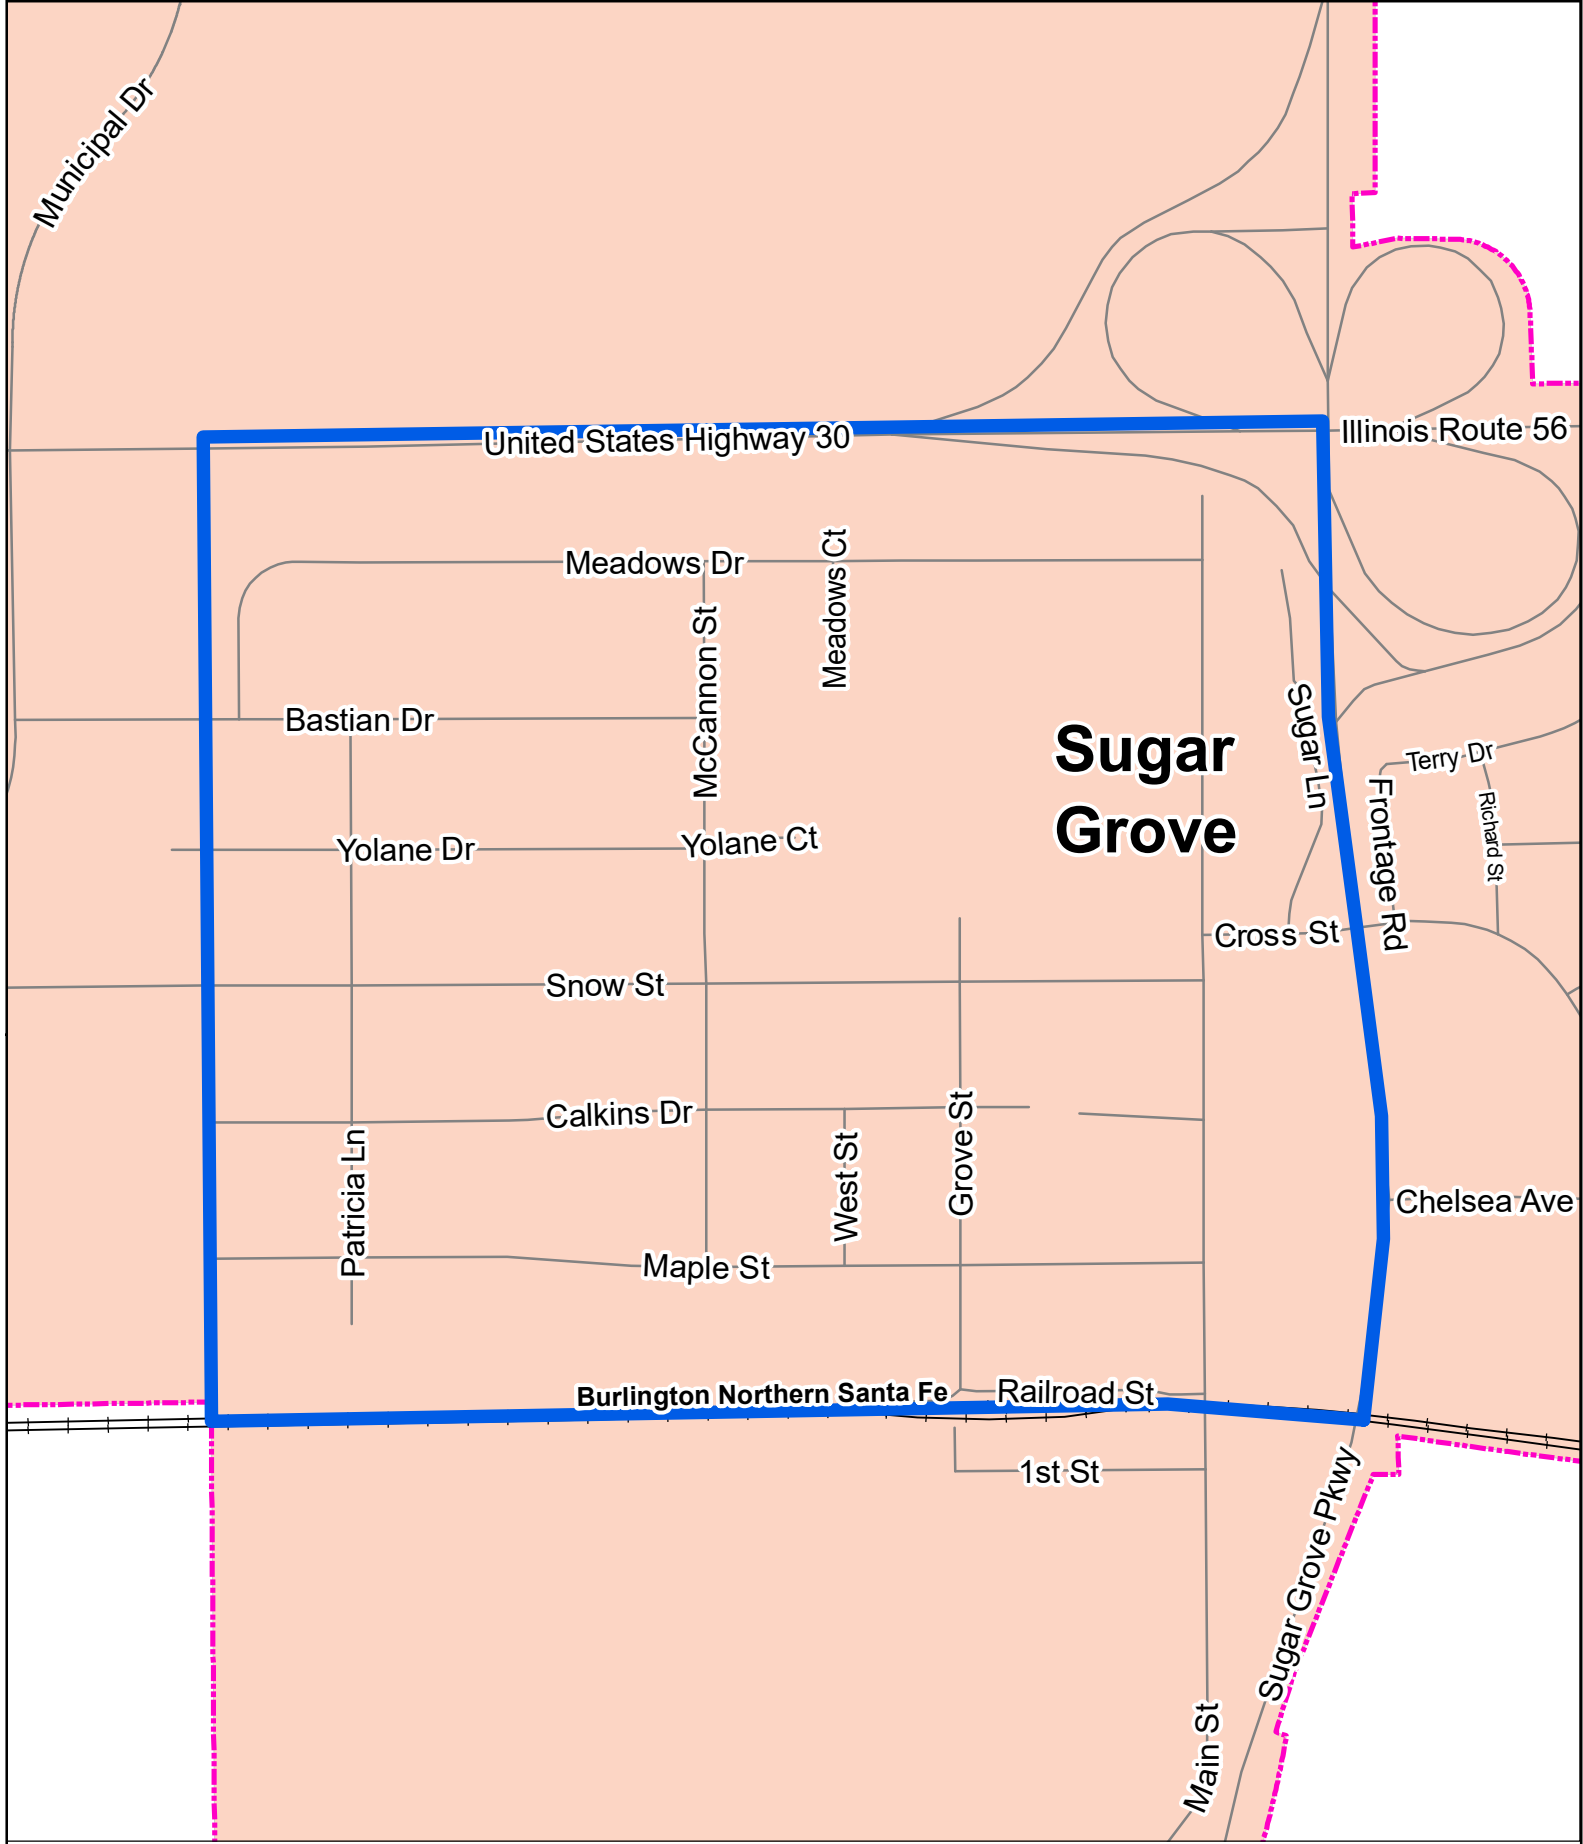 Municipal Dr
United States Highway 30
Illinois Route 56
Meadows Dr
Meadows Ct
McCannon St
Bastian Dr
Sugar
Grove
Sugar Ln
Terry Dr
Frontage Rd
Richard St
Yolane Dr
Yolane Ct
Cross St
Snow St
Calkins Dr
Patricia Ln
West St
Grove St
Chelsea Ave
Maple St
Burlington Northern Santa Fe
Railroad St
1st St
Sugar Grove Pkwy
Main St